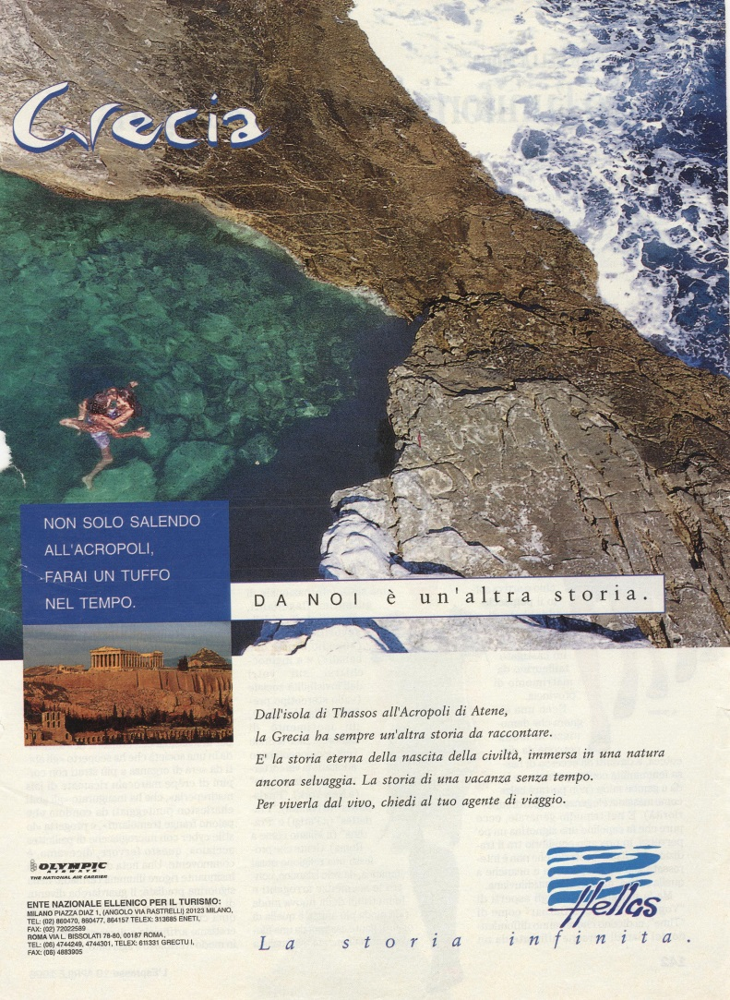 Grecia
NON SOLO SALENDO
ALL'ACROPOLI,
FARAI UN TUFFO
NEL TEMPO.
DA NOI è un'altra storia.
Dall'isola di Thassos all'Acropoli di Atene,
la Grecia ha sempre un'altra storia da raccontare.
E' la storia eterna della nascita della civiltà, immersa in una natura
ancora selvaggia. La storia di una vacanza senza tempo.
Per viverla dal vivo, chiedi al tuo agente di viaggio.
OLYMPIC
AIRWAYS
THE NATIONAL AIR CARRIER
ENTE NAZIONALE ELLENICO PER IL TURISMO:
MILANO PIAZZA DIAZ 1, (ANGOLO VIA RASTRELLI) 20123 MILANO,
TEL: (02) 860470, 860477, 864157 TELEX: 313685 ENETI,
FAX: (02) 72022589
ROMA VIA L. BISSOLATI 78-80, 00187 ROMA,
TEL: (06) 4744249, 4744301, TELEX: 611331 GRECTU I,
FAX: (06) 4883905
Hellas
La storia infinita.